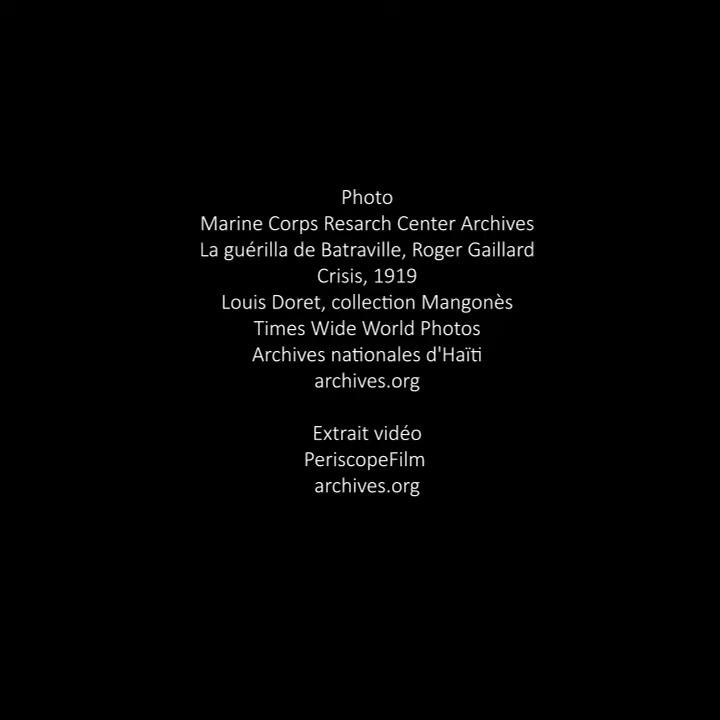 Photo
Marine Corps Resarch Center Archives
La guérilla de Batraville, Roger Gaillard
Crisis, 1919
Louis Doret, collection Mangonès
Times Wide World Photos
Archives nationales d'Haïti
archives.org
Extrait vidéo
PeriscopeFilm
archives.org